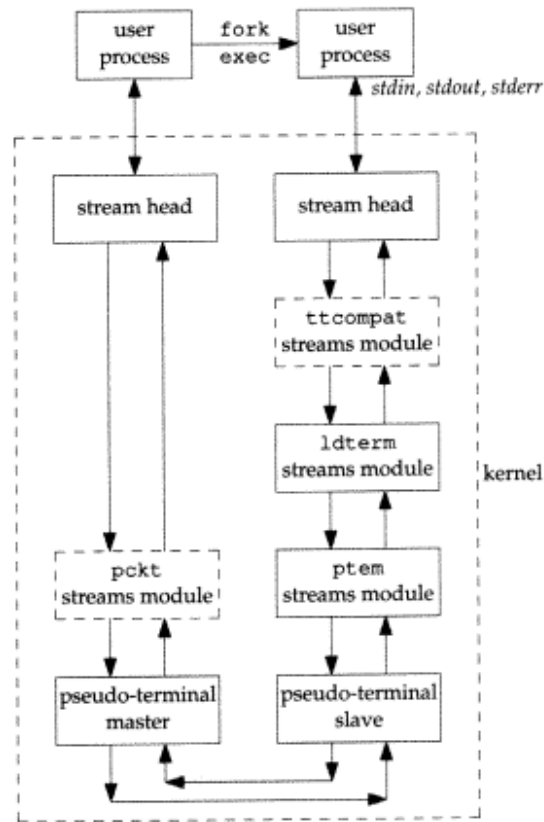 user
process
fork
exec
user
process
stdin, stdout, stderr
stream head
stream head
ttcompat
streams module
ldterm
streams module
kernel
pckt
streams module
ptem
streams module
pseudo-terminal
master
pseudo-terminal
slave